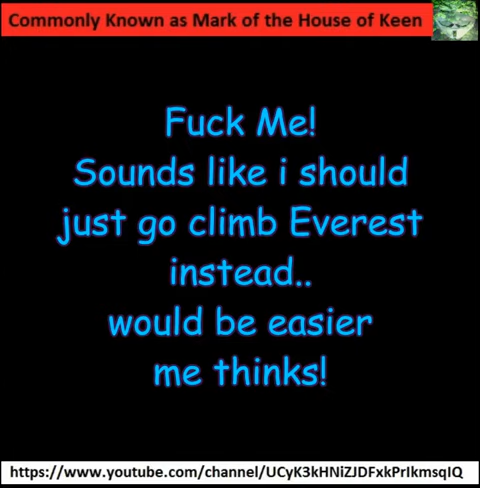 Commonly Known as Mark of the House of Keen
Fuck Me!
Sounds like i should
just go climb Everest
instead..
would be easier
me thinks!
https://www.youtube.com/channel/UCyK3kHNiZJDFxkPrIkmsqIQ